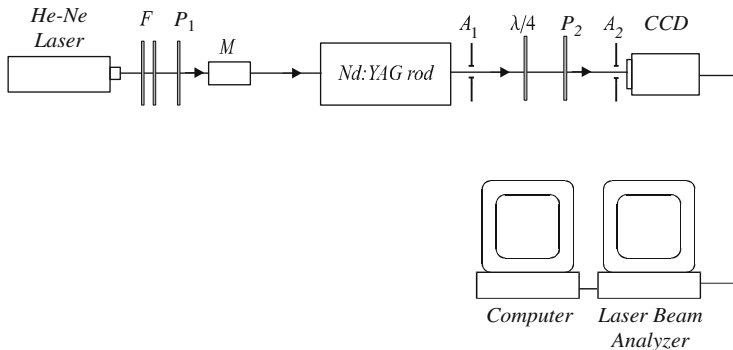 He-Ne
Laser
F
P1
M
Nd:YAG rod
A1
λ/4
P2
A2
CCD
Computer
Laser Beam
Analyzer